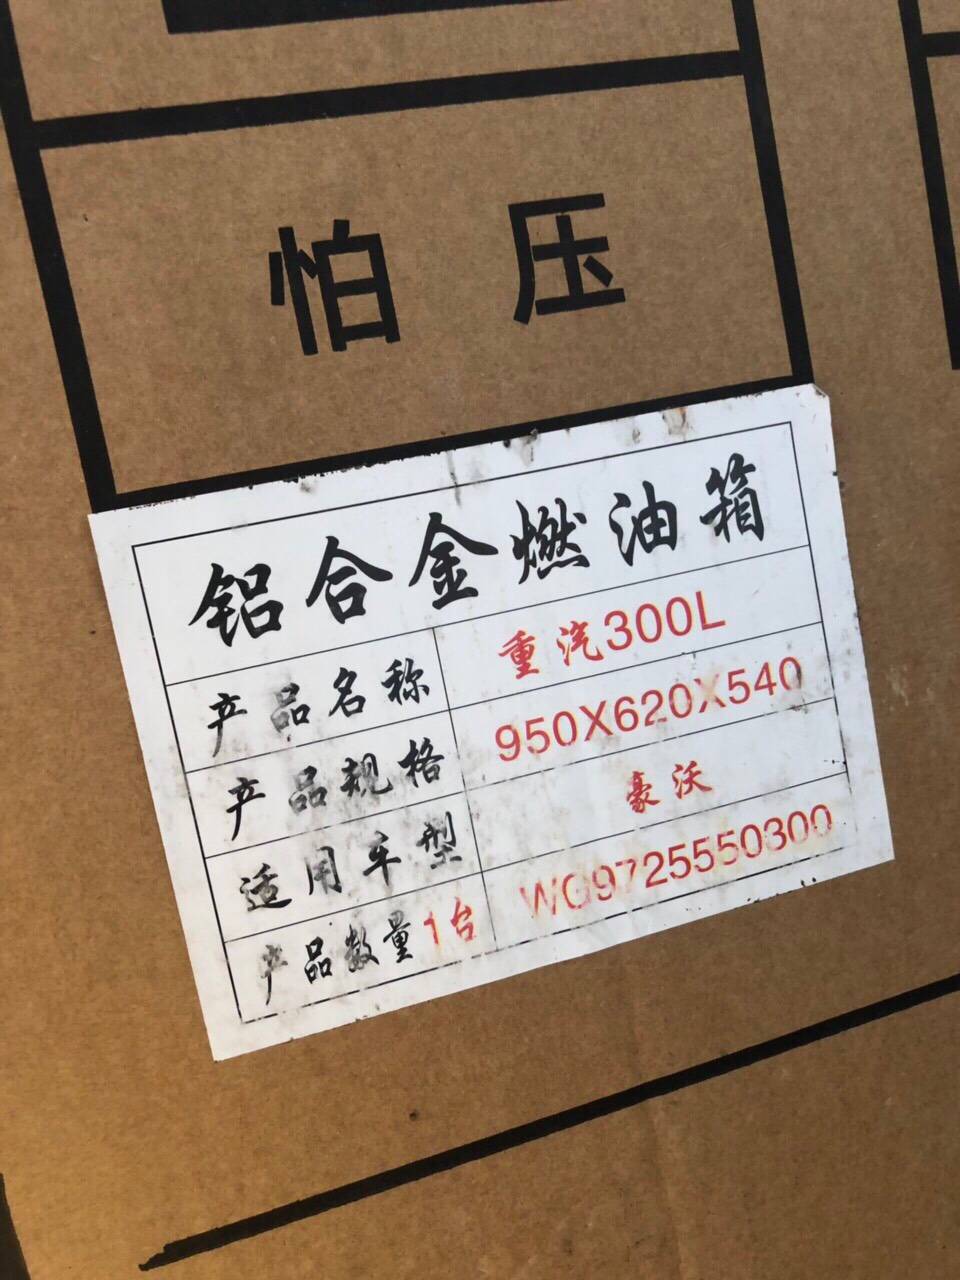 怕压
铝合金燃油箱
产品名称 重汽300L
产品规格 950X620X540
适用车型 豪沃
产品数量1台 WG9725550300